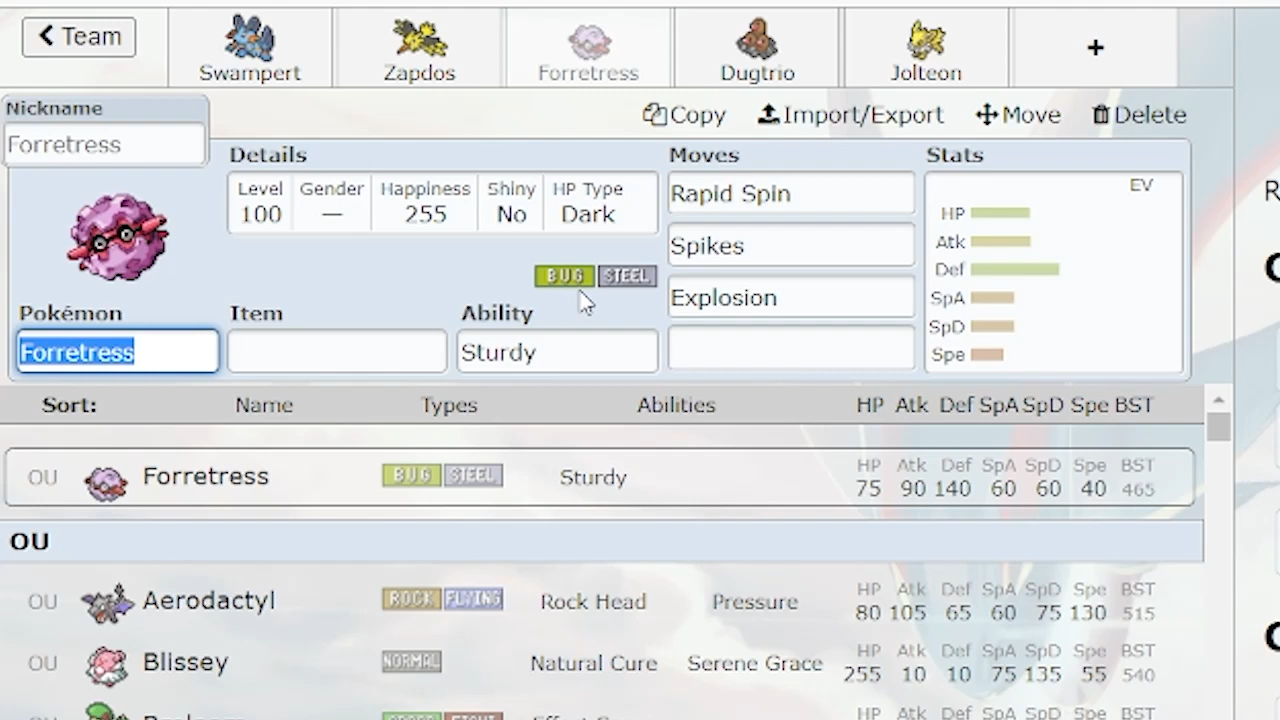 Team
Swampert
Zapdos
Forretress
Dugtrio
Jolteon
+
Nickname
Forretress
Copy
Import/Export
Move
Delete
Details
Moves
Stats
Level
100
Gender
—
Happiness
255
Shiny
No
HP Type
Dark
BUG STEEL
Pokémon
Forretress
Item
Ability
Sturdy
Rapid Spin
Spikes
Explosion
EV
HP
Atk
Def
SpA
SpD
Spe
Sort: Name Types Abilities HP Atk Def SpA SpD Spe BST
OU Forretress BUG STEEL Sturdy
HP Atk Def SpA SpD Spe BST
75 90 140 60 60 40 465
OU
OU Aerodactyl ROCK FLYING Rock Head Pressure
HP Atk Def SpA SpD Spe BST
80 105 65 60 75 130 515
OU Blissey NORMAL Natural Cure Serene Grace
HP Atk Def SpA SpD Spe BST
255 10 10 75 135 55 540
HP Atk Def SpA SpD Spe BST